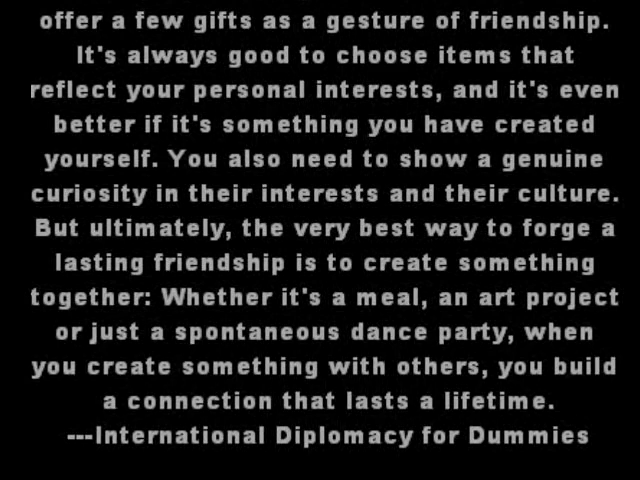 offer a few gifts as a gesture of friendship.
It's always good to choose items that
reflect your personal interests, and it's even
better if it's something you have created
yourself. You also need to show a genuine
curiosity in their interests and their culture.
But ultimately, the very best way to forge a
lasting friendship is to create something
together: Whether it's a meal, an art project
or just a spontaneous dance party, when
you create something with others, you build
a connection that lasts a lifetime.
---International Diplomacy for Dummies